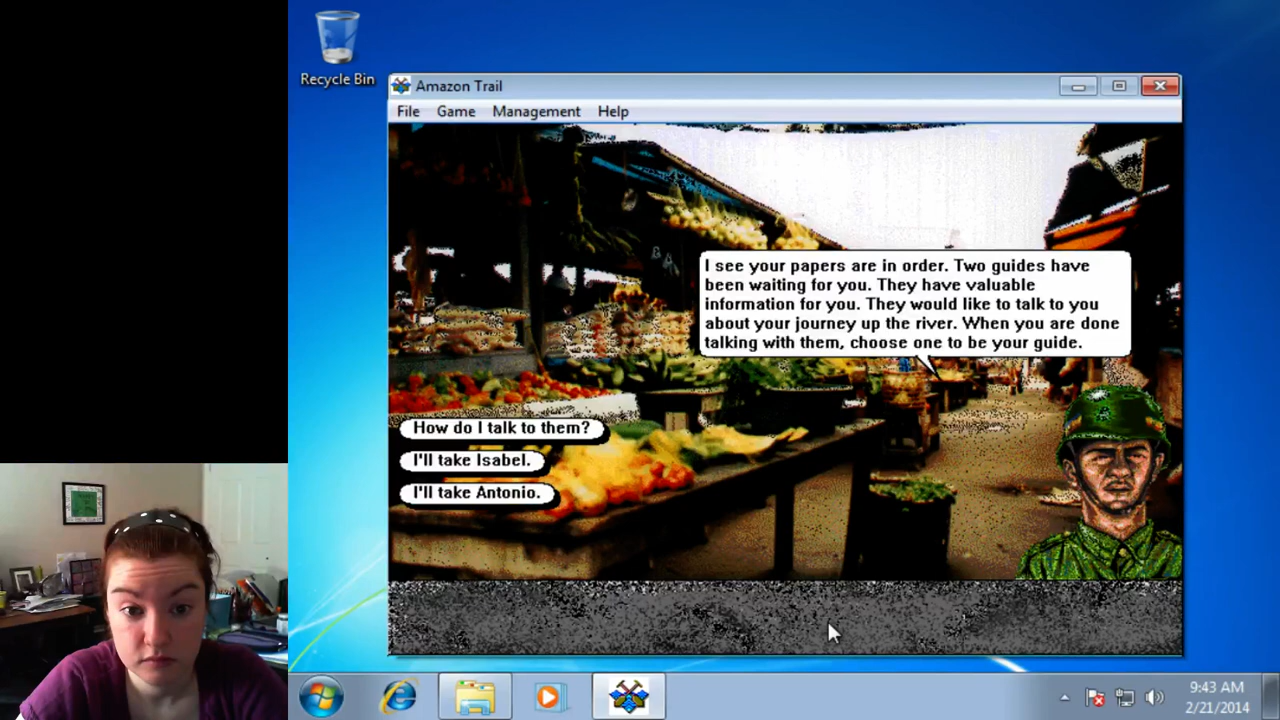 Recycle Bin
Amazon Trail
File Game Management Help
I see your papers are in order. Two guides have
been waiting for you. They have valuable
information for you. They would like to talk to you
about your journey up the river. When you are done
talking with them, choose one to be your guide.
How do I talk to them?
I'll take Isabel.
I'll take Antonio.
9:43 AM
2/21/2014